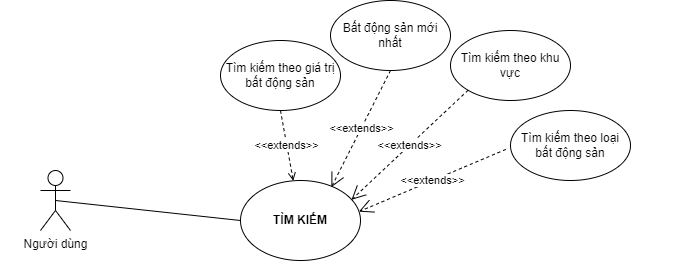 Bất động sản mới
nhất
Tìm kiếm theo giá trị
bất động sản
Tìm kiếm theo khu
vực
Tìm kiếm theo loại
bất động sản
<<extends>>
<<extends>>
<<extends>>
<<extends>>
TÌM KIẾM
Người dùng